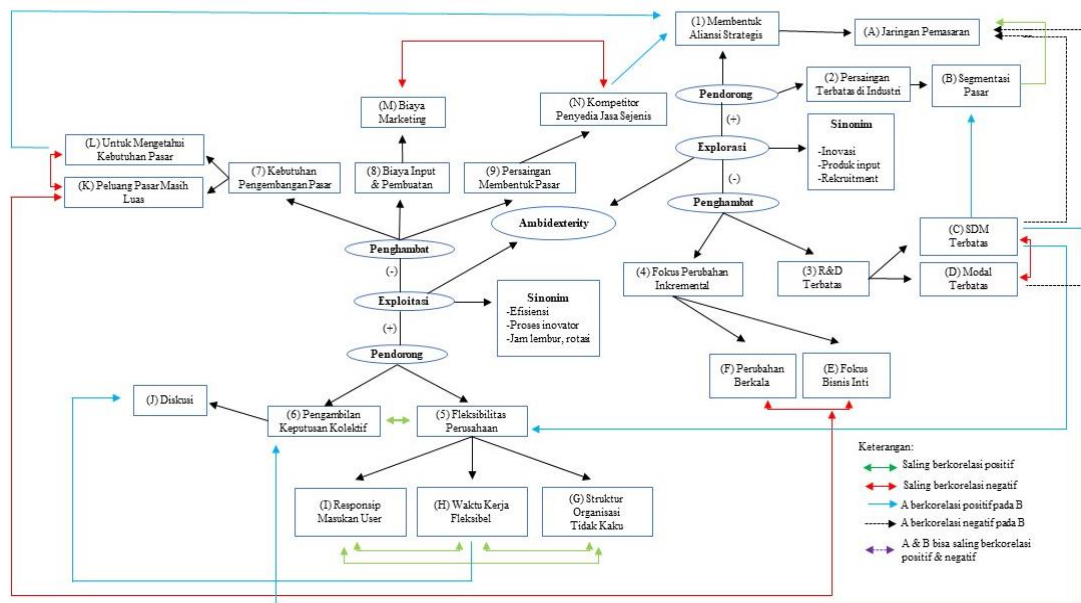 (1) Membentuk
Aliansi Strategis
(A) Jaringan Pemasaran
Pendorong
(2) Persaingan
Terbatas di Industri
(B) Segmentasi
Pasar
(M) Biaya
Marketing
(N) Kompetitor
Penyedia Jasa Sejenis
(+)
Explorasi
Sinonim
-Inovasi
-Produk input
-Rekruitment
(-)
Penghambat
(L) Untuk Mengetahui
Kebutuhan Pasar
(K) Peluang Pasar Masih
Luas
(7) Kebutuhan
Pengembangan Pasar
(8) Biaya Input
& Pembuatan
(9) Persaingan
Membentuk Pasar
Ambidexterity
Penghambat
(-)
Exploitasi
(+)
Pendorong
Sinonim
-Efisiensi
-Proses inovator
-Jam lembur, rotasi
(4) Fokus Perubahan
Inkremental
(3) R&D
Terbatas
(C) SDM
Terbatas
(D) Modal
Terbatas
(F) Perubahan
Berkala
(E) Fokus
Bisnis Inti
(J) Diskusi
(6) Pengambilan
Keputusan Kolektif
(5) Fleksibilitas
Perusahaan
(I) Responsip
Masukan User
(H) Waktu Kerja
Fleksibel
(G) Struktur
Organisasi
Tidak Kaku
Keterangan:
Saling berkorelasi positif
Saling berkorelasi negatif
A berkorelasi positif pada B
A berkorelasi negatif pada B
A & B bisa saling berkorelasi
positif & negatif